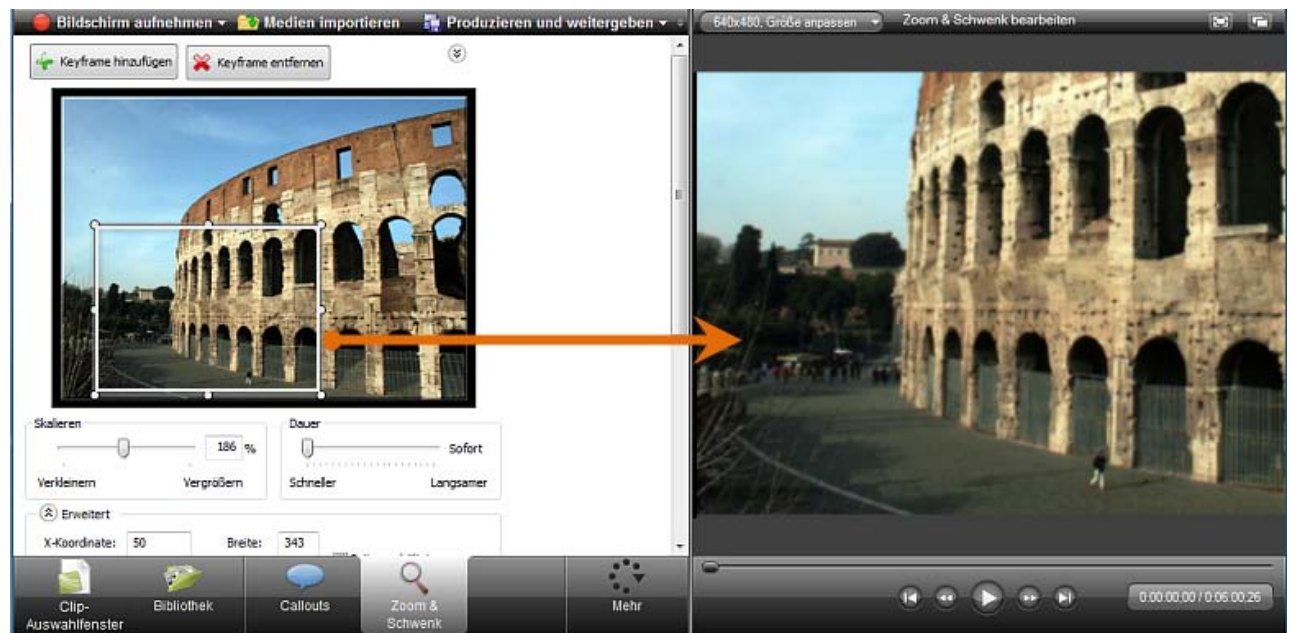 Bildschirm aufnehmen Medien importieren Produzieren und weitergeben
640x480, Größe anpassen Zoom & Schwenk bearbeiten
Keyframe hinzufügen Keyframe entfernen
Skalieren Dauer
186 % Sofort
Verkleinern Vergrößern Schneller Langsamer
Erweitert
X-Koordinate: 50 Breite: 343
Clip-Auswahlfenster Bibliothek Callouts Zoom & Schwenk Mehr
0:00:00,00 / 0:06:00,26